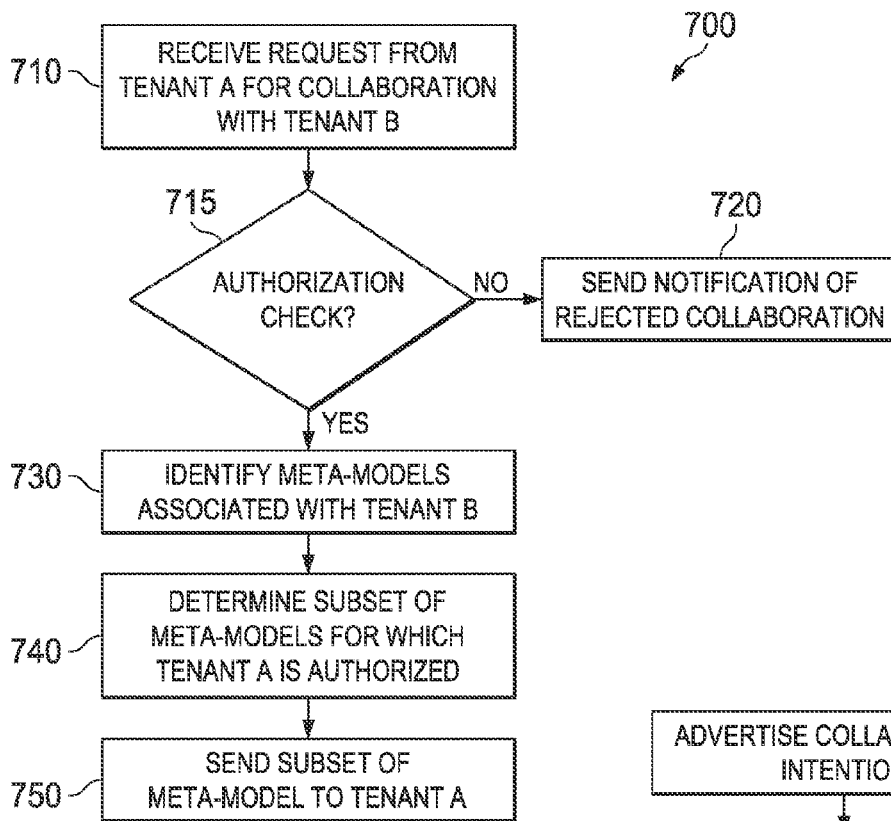 700
710
RECEIVE REQUEST FROM
TENANT A FOR COLLABORATION
WITH TENANT B
715
AUTHORIZATION
CHECK?
NO
720
SEND NOTIFICATION OF
REJECTED COLLABORATION
YES
730
IDENTIFY META-MODELS
ASSOCIATED WITH TENANT B
740
DETERMINE SUBSET OF
META-MODELS FOR WHICH
TENANT A IS AUTHORIZED
750
SEND SUBSET OF
META-MODEL TO TENANT A
ADVERTISE COLLA
INTENTIO